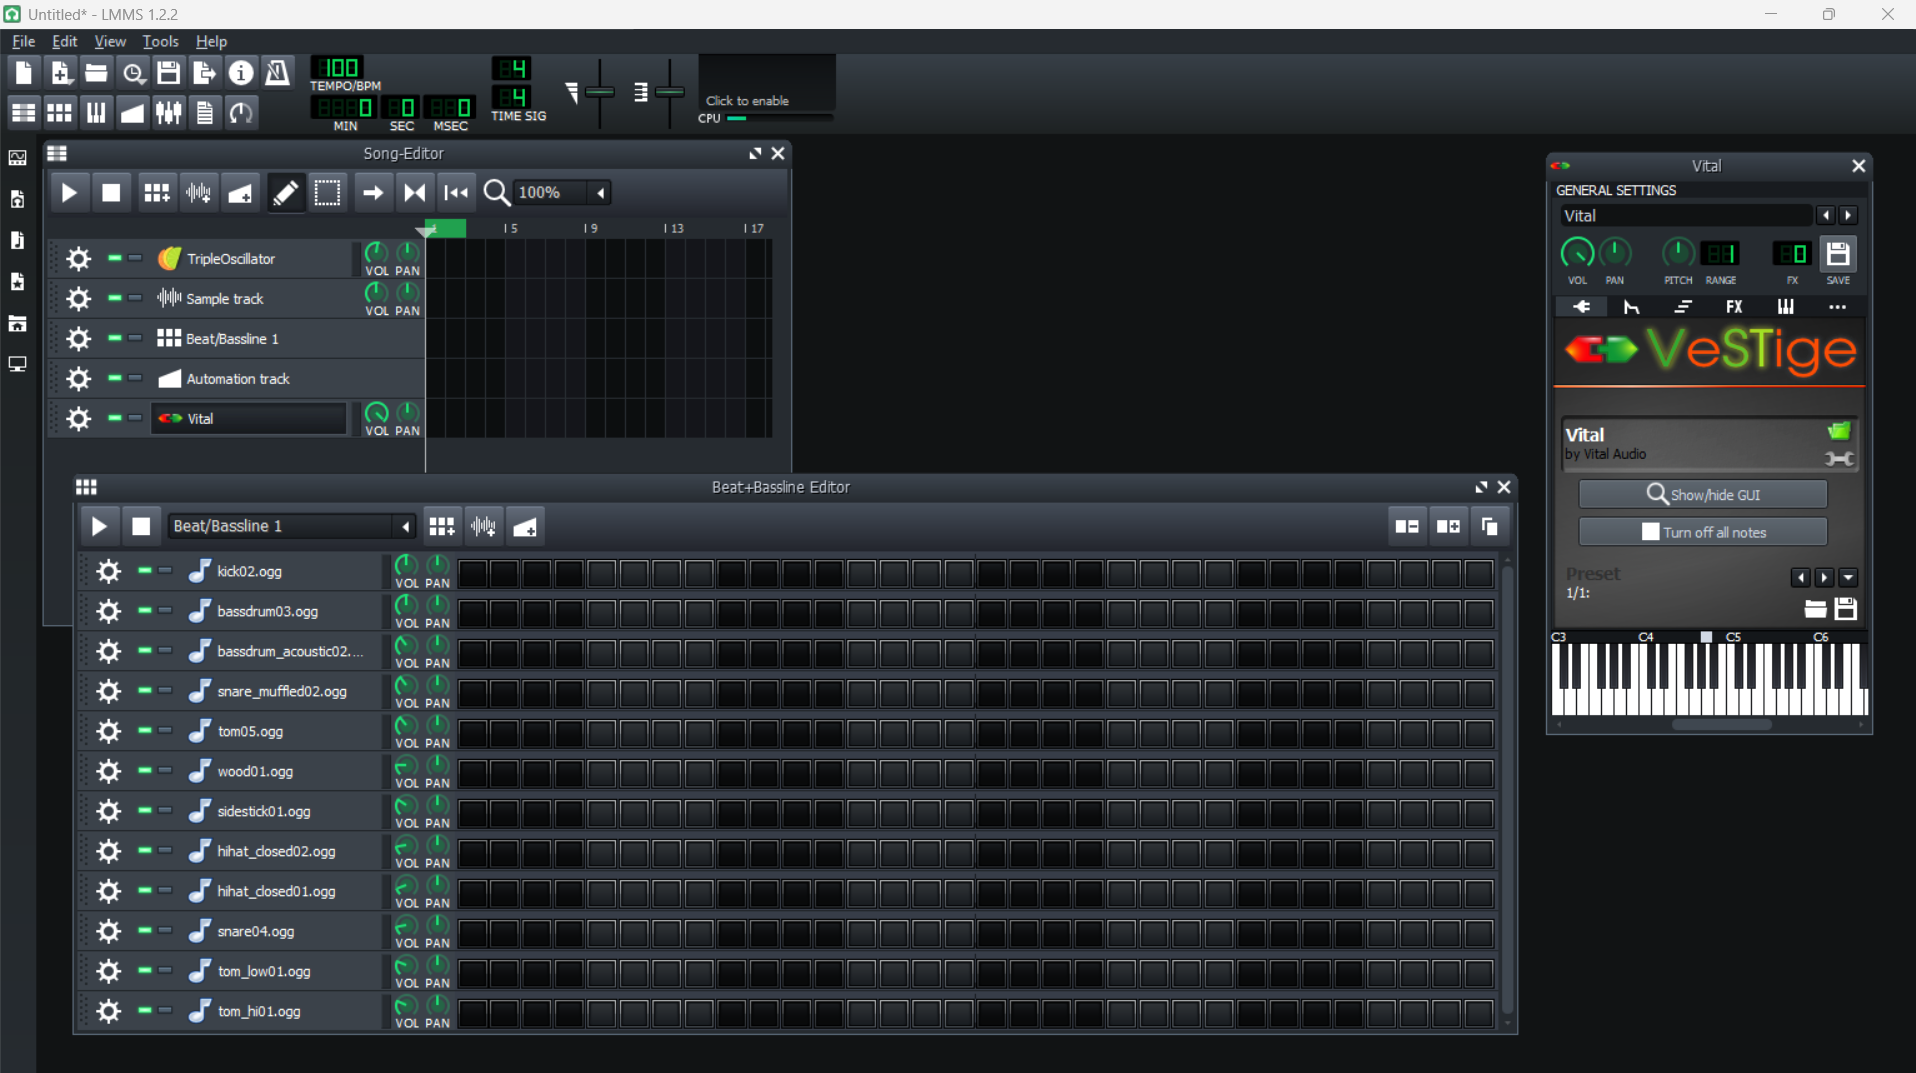 Untitled* - LMMS 1.2.2
File Edit View Tools Help
100
TEMPO/BPM
0 0 0
MIN SEC MSEC
4
4
TIME SIG
Click to enable
CPU
Song-Editor
100%
5 9 13 17
TripleOscillator VOL PAN
Sample track VOL PAN
Beat/Bassline 1
Automation track
Vital VOL PAN
Beat+Bassline Editor
Beat/Bassline 1
kick02.ogg VOL PAN
bassdrum03.ogg VOL PAN
bassdrum_acoustic02.... VOL PAN
snare_muffled02.ogg VOL PAN
tom05.ogg VOL PAN
wood01.ogg VOL PAN
sidestick01.ogg VOL PAN
hihat_closed02.ogg VOL PAN
hihat_closed01.ogg VOL PAN
snare04.ogg VOL PAN
tom_low01.ogg VOL PAN
tom_hi01.ogg VOL PAN
Vital
GENERAL SETTINGS
Vital
1 0
VOL PAN PITCH RANGE FX SAVE
FX
VeSTige
Vital
by Vital Audio
Show/hide GUI
Turn off all notes
Preset
1/1:
C3 C4 C5 C6